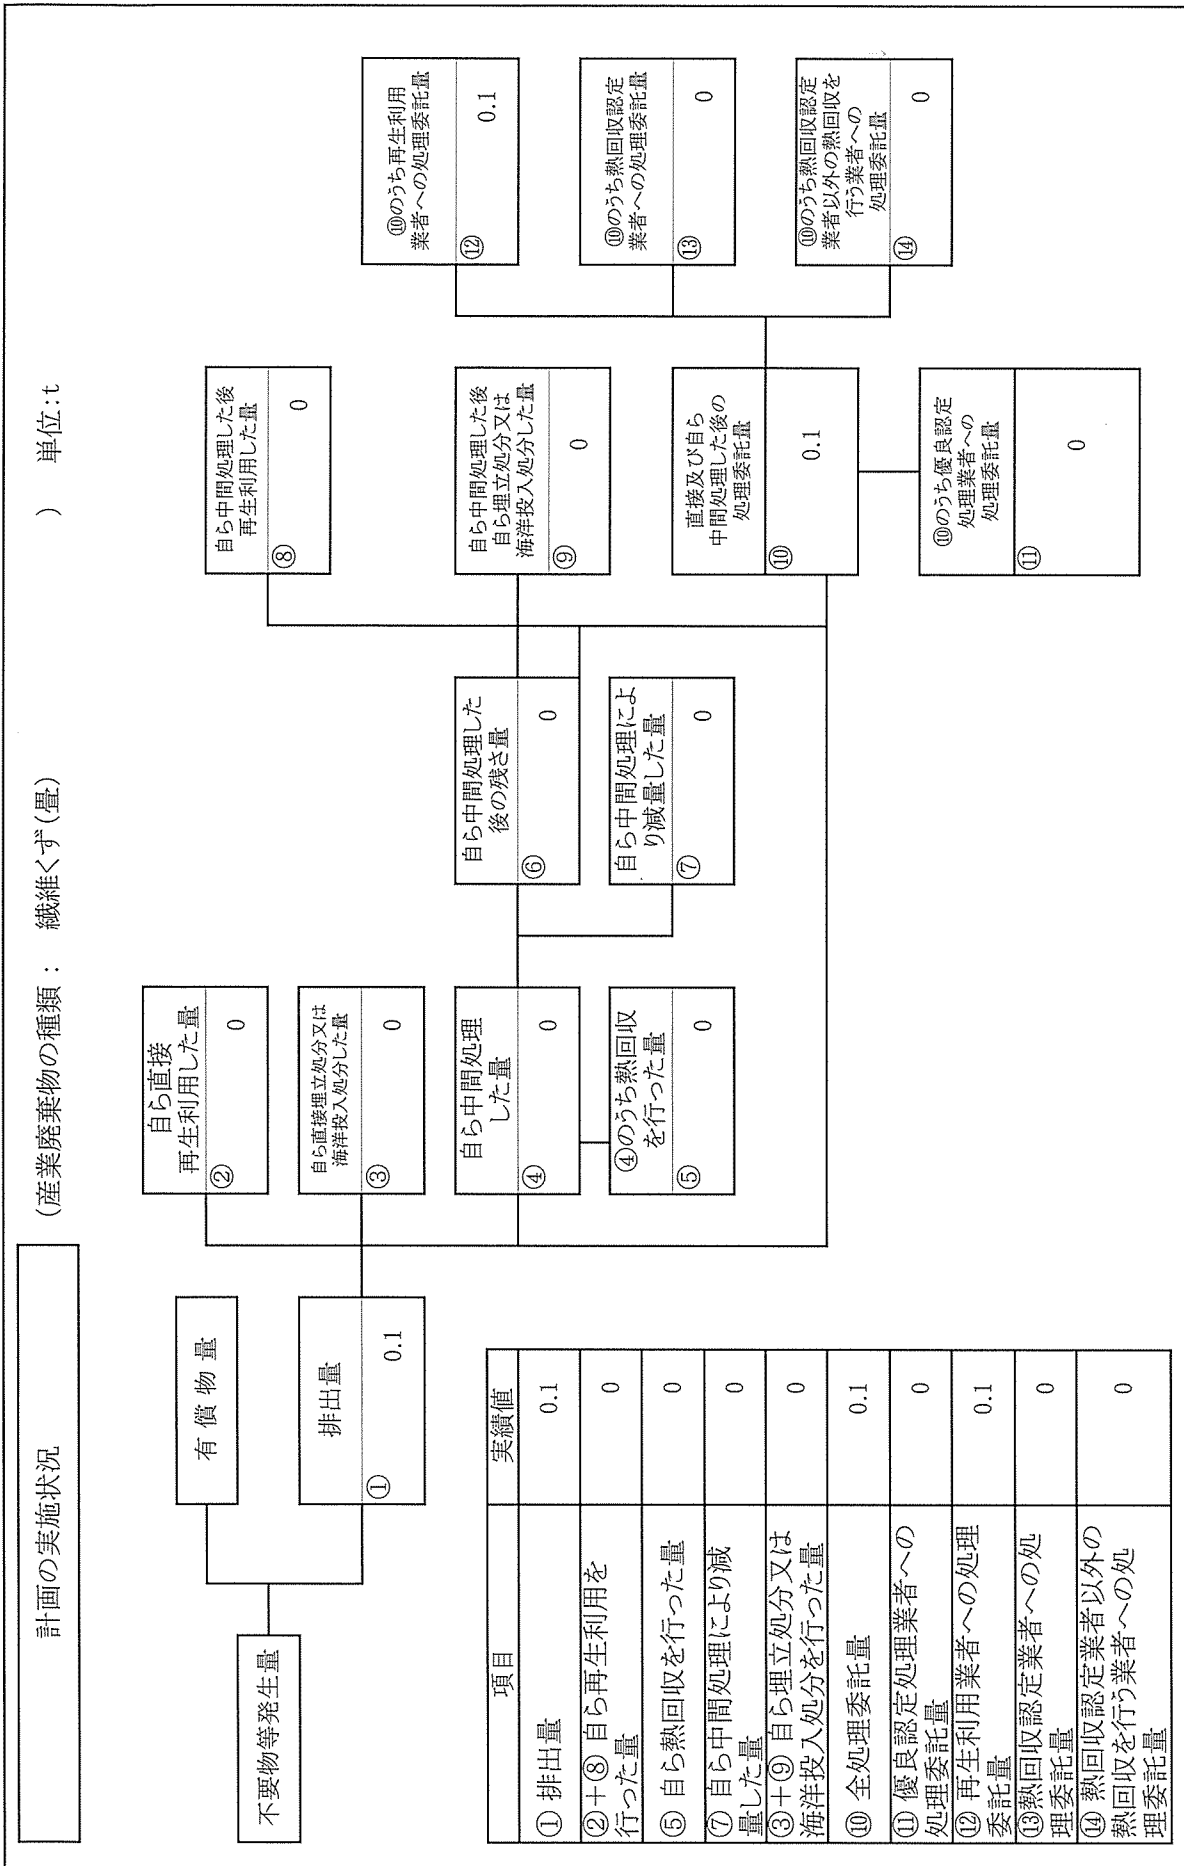 計画の実施状況
(産業廃棄物の種類： 繊維くず(畳) ) 単位:t
不要物等発生量
有 償 物 量
排出量
① 0.1
自ら直接
再生利用した量
② 0
自ら直接埋立処分又は
海洋投入処分した量
③ 0
自ら中間処理
した量
④ 0
④のうち熱回収
を行った量
⑤ 0
自ら中間処理した
後の残さ量
⑥ 0
自ら中間処理によ
り減量した量
⑦ 0
自ら中間処理した後
再生利用した量
⑧ 0
自ら中間処理した後
自ら埋立処分又は
海洋投入処分した量
⑨ 0
直接及び自ら
中間処理した後の
処理委託量
⑩ 0.1
⑩のうち優良認定
処理業者への
処理委託量
⑪ 0
⑩のうち再生利用
業者への処理委託量
⑫ 0.1
⑩のうち熱回収認定
業者への処理委託量
⑬ 0
⑩のうち熱回収認定
業者以外の熱回収を
行う業者への
処理委託量
⑭ 0
項目 実績値
① 排出量 0.1
②＋⑧ 自ら再生利用を
行った量 0
⑤ 自ら熱回収を行った量 0
⑦ 自ら中間処理により減
量した量 0
③＋⑨ 自ら埋立処分又は
海洋投入処分を行った量 0
⑩ 全処理委託量 0.1
⑪ 優良認定処理業者への
処理委託量 0
⑫ 再生利用業者への処理
委託量 0.1
⑬熱回収認定業者への処
理委託量 0
⑭ 熱回収認定業者以外の
熱回収を行う業者への処
理委託量 0